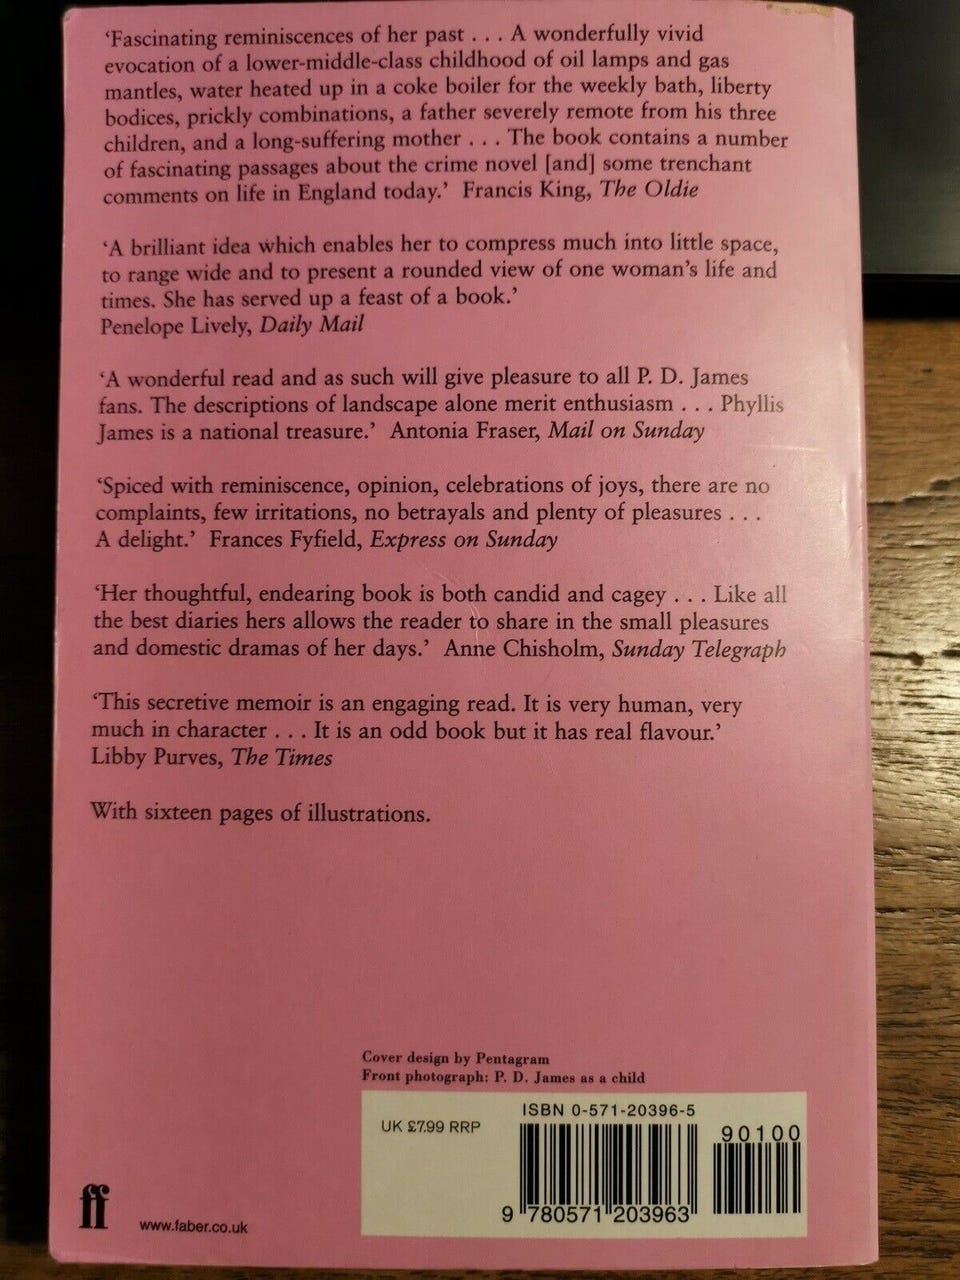 ‘Fascinating reminiscences of her past . . . A wonderfully vivid
evocation of a lower-middle-class childhood of oil lamps and gas
mantles, water heated up in a coke boiler for the weekly bath, liberty
bodices, prickly combinations, a father severely remote from his three
children, and a long-suffering mother . . . The book contains a number
of fascinating passages about the crime novel [and] some trenchant
comments on life in England today.’ Francis King, The Oldie
‘A brilliant idea which enables her to compress much into little space,
to range wide and to present a rounded view of one woman’s life and
times. She has served up a feast of a book.’
Penelope Lively, Daily Mail
‘A wonderful read and as such will give pleasure to all P. D. James
fans. The descriptions of landscape alone merit enthusiasm . . . Phyllis
James is a national treasure.’ Antonia Fraser, Mail on Sunday
‘Spiced with reminiscence, opinion, celebrations of joys, there are no
complaints, few irritations, no betrayals and plenty of pleasures . . .
A delight.’ Frances Fyfield, Express on Sunday
‘Her thoughtful, endearing book is both candid and cagey . . . Like all
the best diaries hers allows the reader to share in the small pleasures
and domestic dramas of her days.’ Anne Chisholm, Sunday Telegraph
‘This secretive memoir is an engaging read. It is very human, very
much in character . . . It is an odd book but it has real flavour.’
Libby Purves, The Times
With sixteen pages of illustrations.
Cover design by Pentagram
Front photograph: P. D. James as a child
ISBN 0-571-20396-5
UK £7.99 RRP
90100
9 780571 203963
ff
www.faber.co.uk